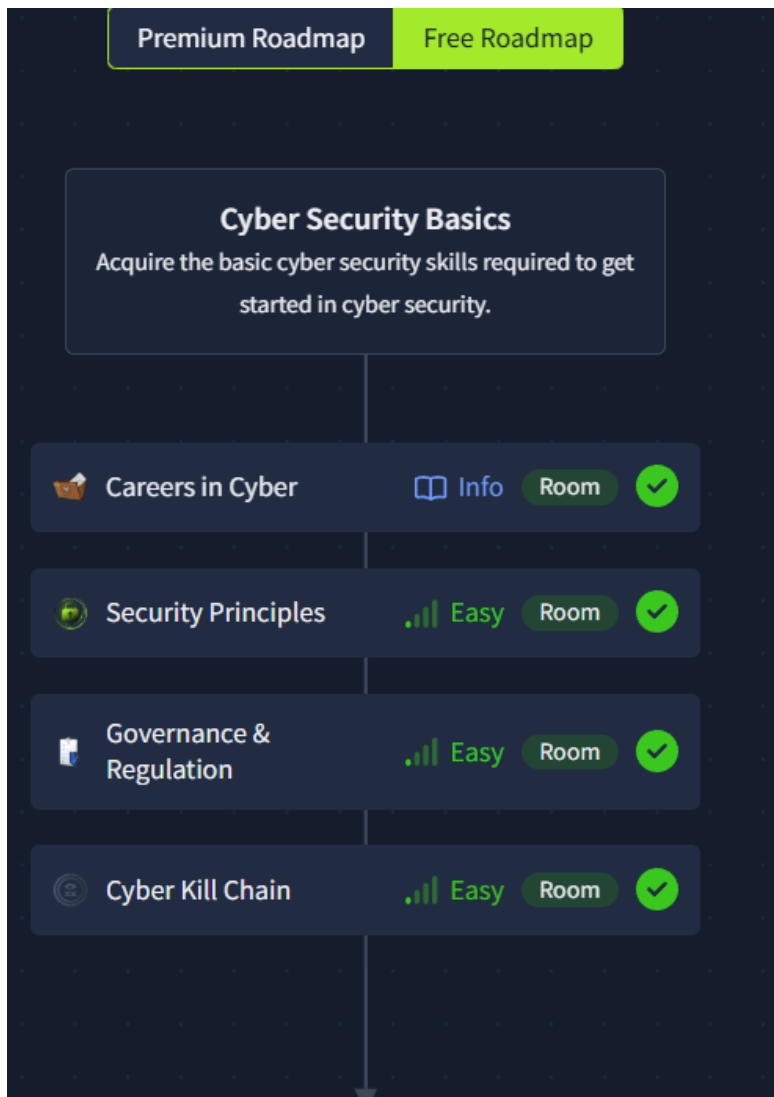 Premium Roadmap
Free Roadmap
Cyber Security Basics
Acquire the basic cyber security skills required to get
started in cyber security.
Careers in Cyber
Info
Room
Security Principles
Easy
Room
Governance &
Regulation
Easy
Room
Cyber Kill Chain
Easy
Room